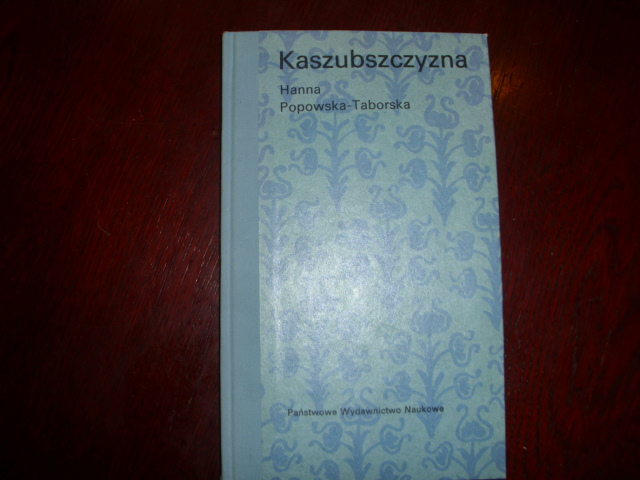 Kaszubszczyzna
Hanna
Popowska-Taborska
Państwowe Wydawnictwo Naukowe